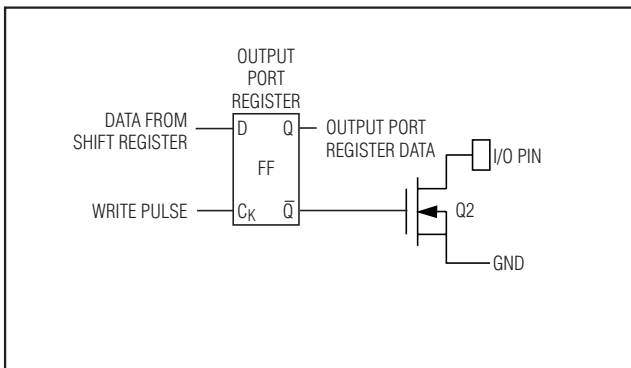 OUTPUT
PORT
REGISTER
DATA FROM
SHIFT REGISTER
D
Q
OUTPUT PORT
REGISTER DATA
FF
I/O PIN
WRITE PULSE
CK
Q̅
Q2
GND